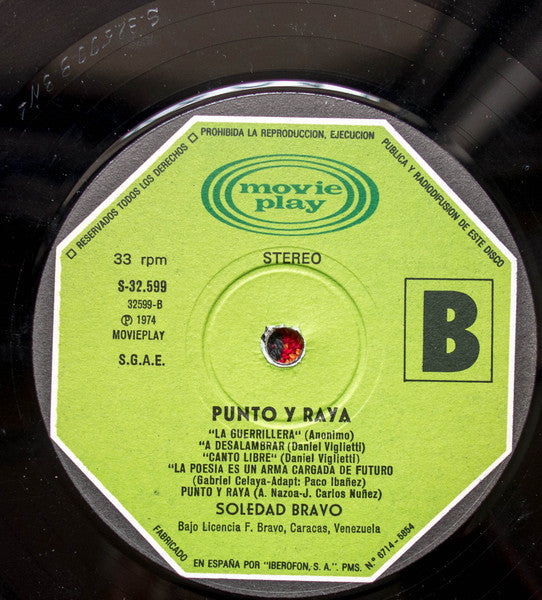 □ RESERVADOS TODOS LOS DERECHOS □ PROHIBIDA LA REPRODUCCION, EJECUCION PUBLICA Y RADIODIFUSION DE ESTE DISCO
movie
play
33 rpm
STEREO
S-32.599
32599-B
Ⓟ 1974
MOVIEPLAY
S.G.A.E.
B
PUNTO Y RAYA
"LA GUERRILLERA" (Anonimo)
"A DESALAMBRAR (Daniel Viglietti)
"CANTO LIBRE" (Daniel Viglietti)
"LA POESIA ES UN ARMA CARGADA DE FUTURO
(Gabriel Celaya-Adapt: Paco Ibañez)
PUNTO Y RAYA (A. Nazoa-J. Carlos Nuñez)
SOLEDAD BRAVO
Bajo Licencia F. Bravo, Caracas, Venezuela
FABRICADO EN ESPAÑA POR "IBEROFON, S. A.". PMS. N.º 6714-5654